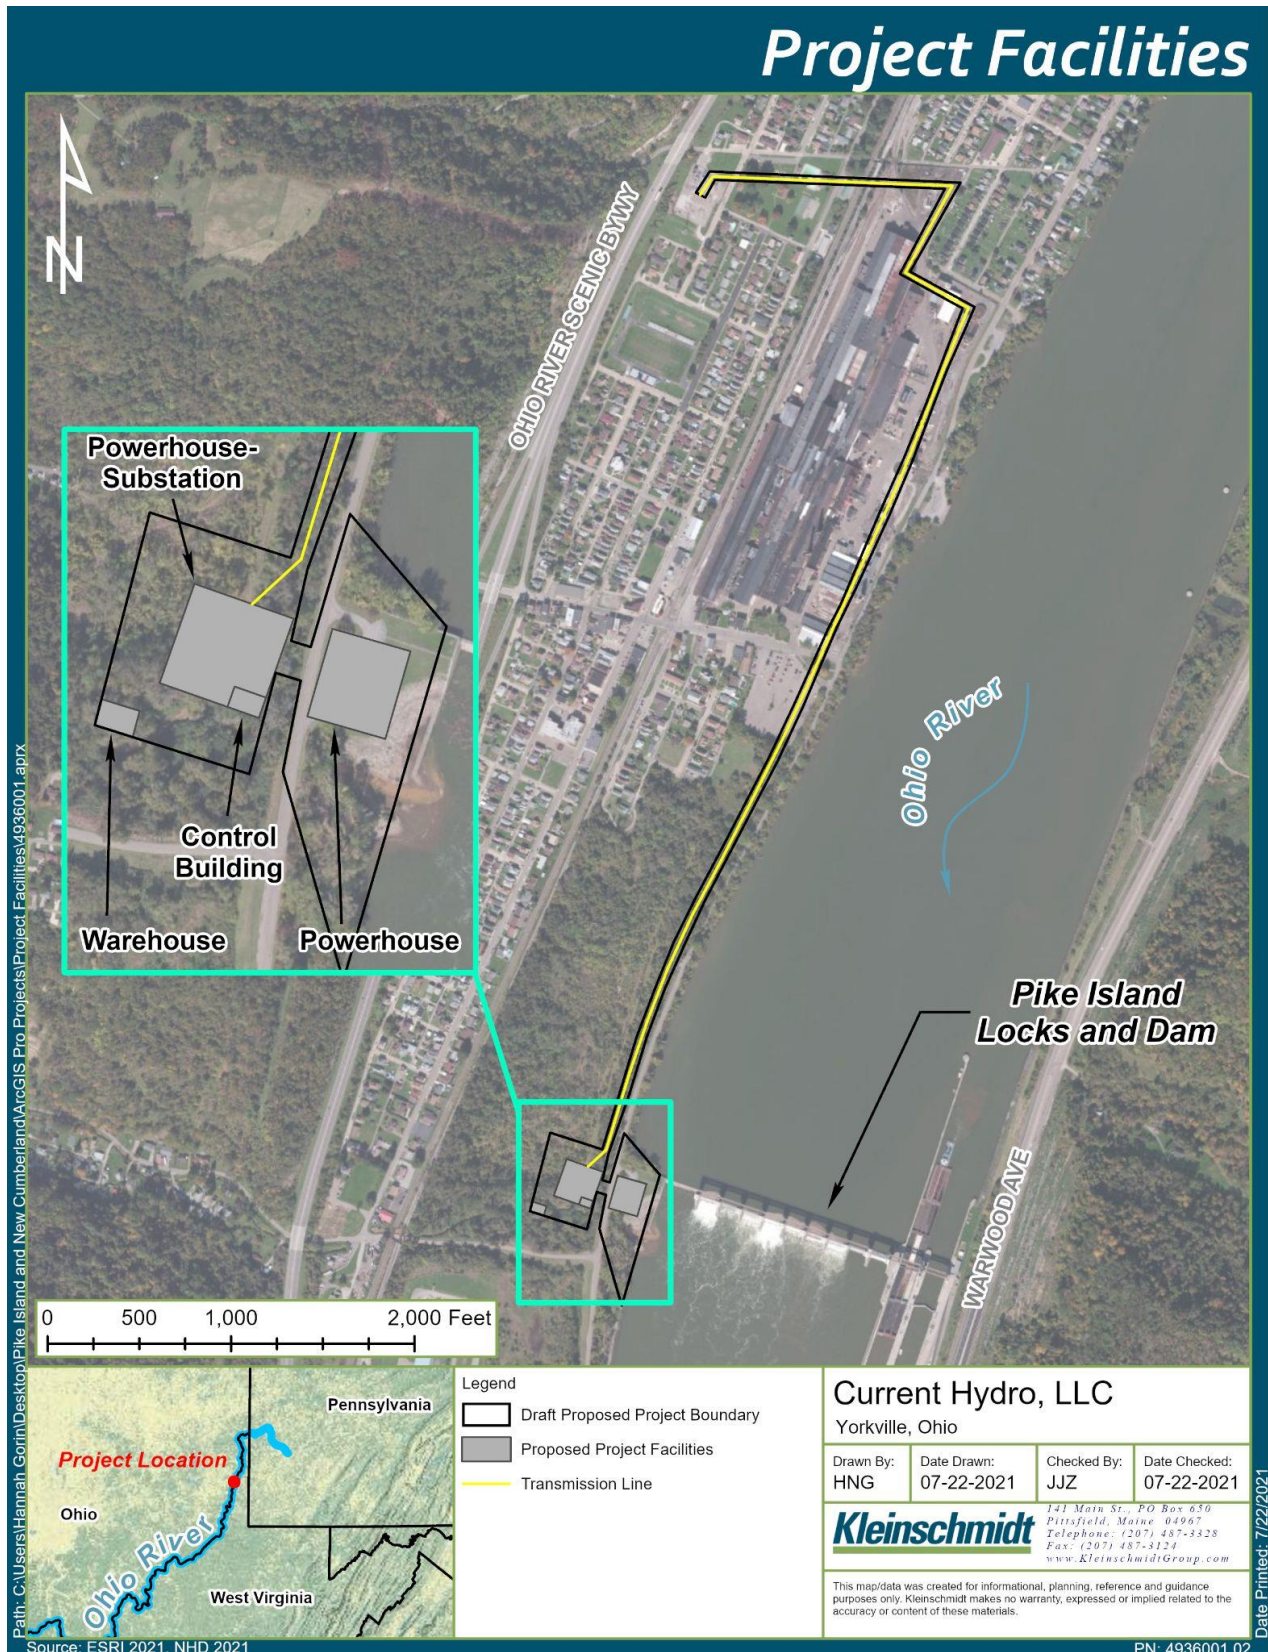 Project Facilities
N
OHIO RIVER SCENIC BYWY
Powerhouse-
Substation
Control
Building
Warehouse
Powerhouse
Ohio River
Pike Island
Locks and Dam
WARWOOD AVE
0 500 1,000 2,000 Feet
Pennsylvania
Project Location
Ohio
Ohio River
West Virginia
Legend
Draft Proposed Project Boundary
Proposed Project Facilities
Transmission Line
Current Hydro, LLC
Yorkville, Ohio
Drawn By:
HNG
Date Drawn:
07-22-2021
Checked By:
JJZ
Date Checked:
07-22-2021
Kleinschmidt
141 Main St., PO Box 650
Pittsfield, Maine 04967
Telephone: (207) 487-3328
Fax: (207) 487-3124
www.KleinschmidtGroup.com
This map/data was created for informational, planning, reference and guidance
purposes only. Kleinschmidt makes no warranty, expressed or implied related to the
accuracy or content of these materials.
Path: C:\Users\Hannah Gorin\Desktop\Pike Island and New Cumberland\ArcGIS Pro Projects\Project Facilities\4936001.aprx
Date Printed: 7/22/2021
Source: ESRI 2021, NHD 2021
PN: 4936001.02